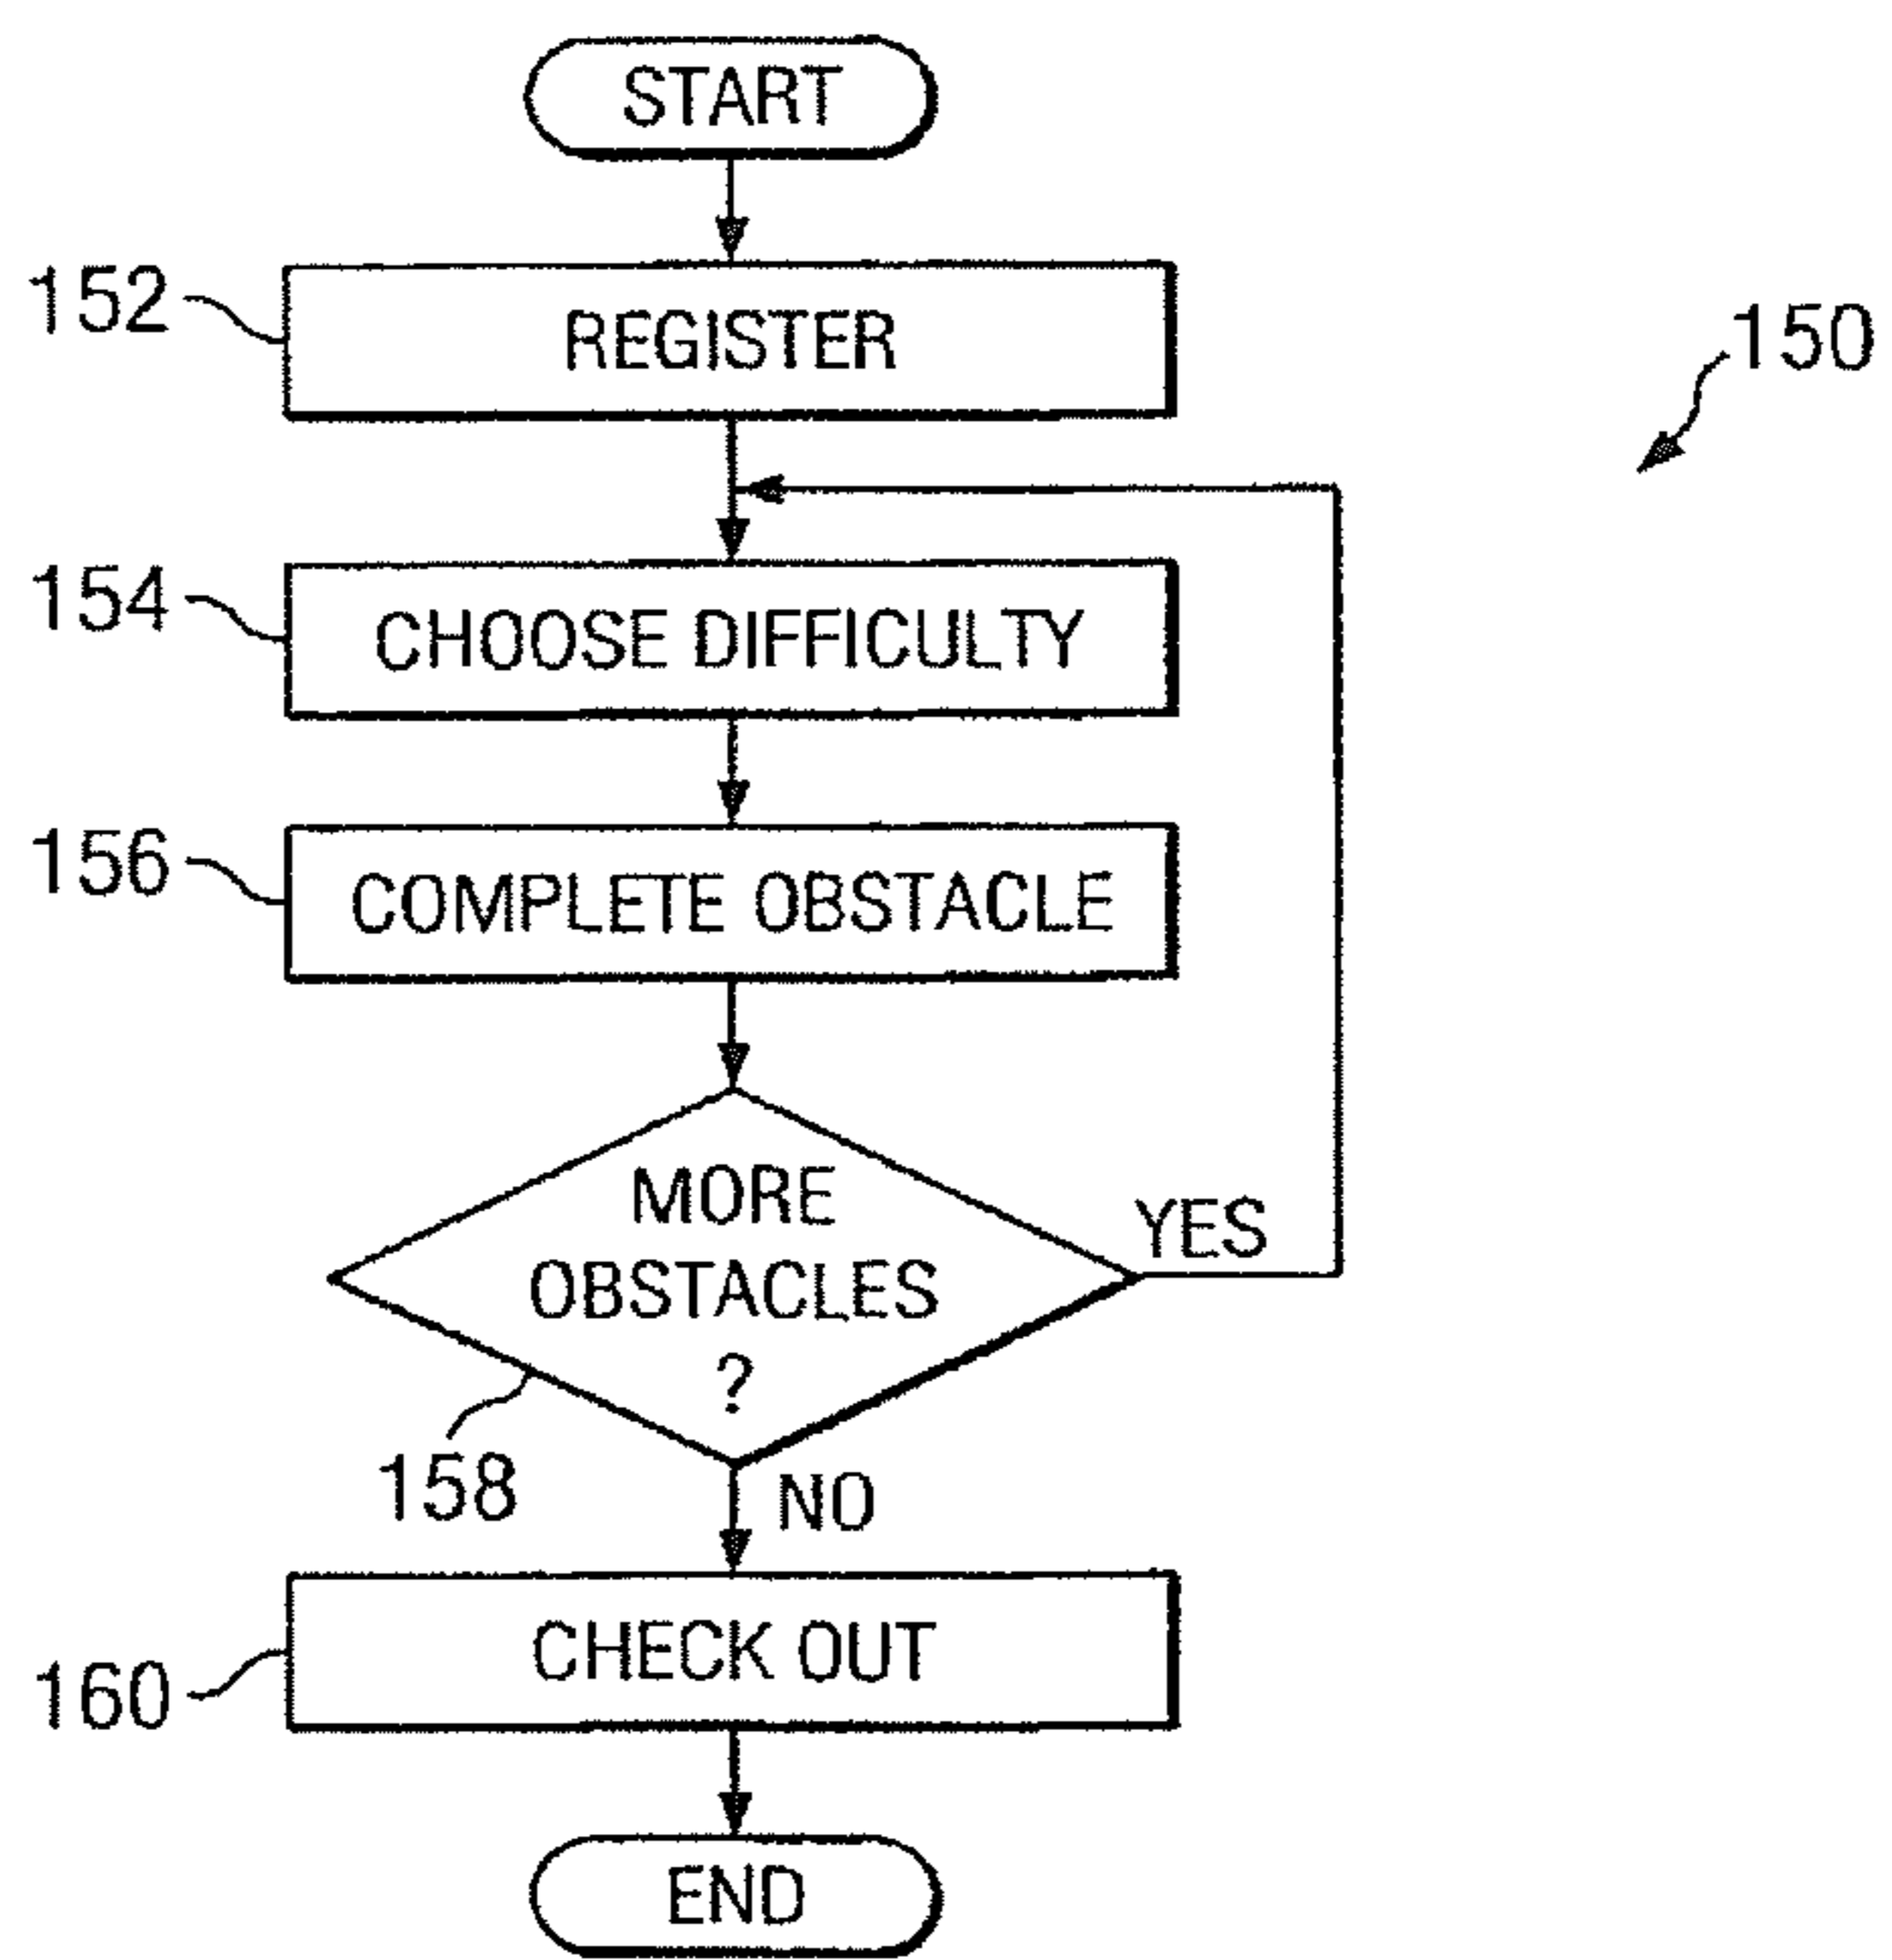 START
152
REGISTER
150
154
CHOOSE DIFFICULTY
156
COMPLETE OBSTACLE
MORE
OBSTACLES
?
YES
158
NO
CHECK OUT
160
END